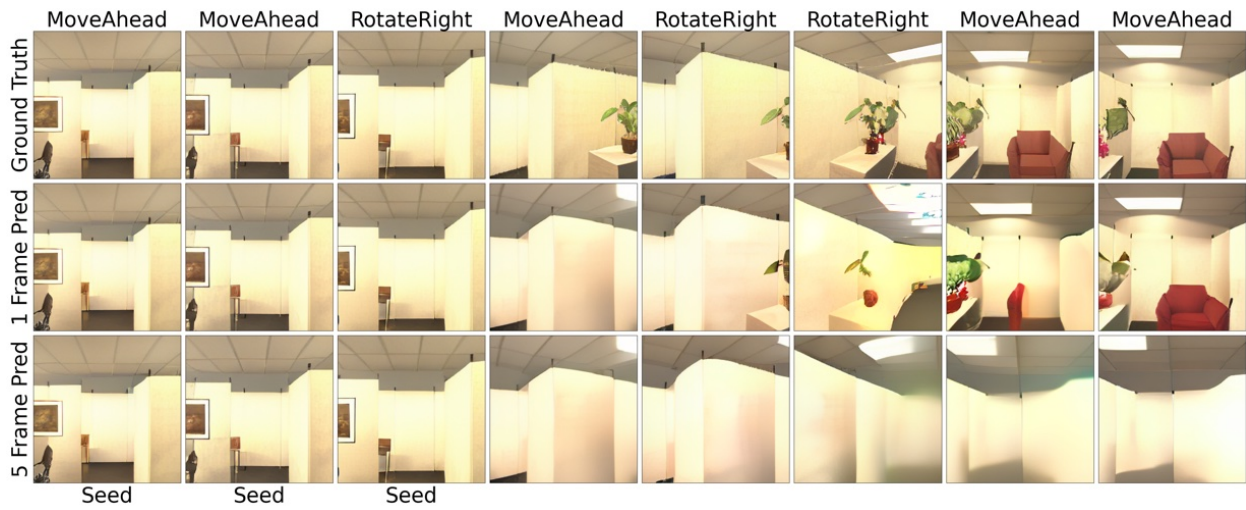 MoveAhead MoveAhead RotateRight MoveAhead RotateRight RotateRight MoveAhead MoveAhead
Ground Truth
1 Frame Pred
5 Frame Pred
Seed Seed Seed